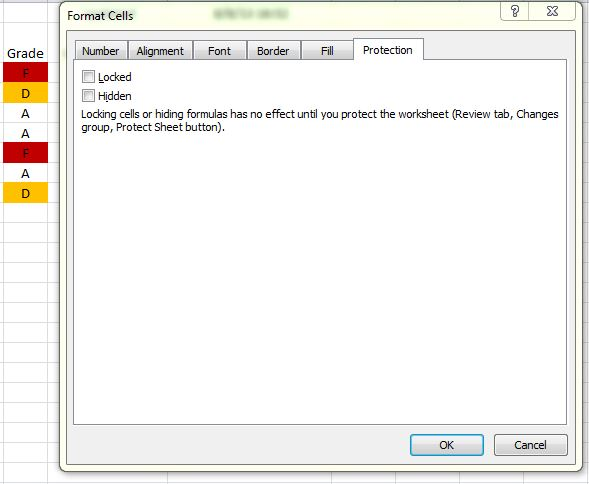 Format Cells
Grade
Number Alignment Font Border Fill Protection
F
Locked
D
Hidden
A
Locking cells or hiding formulas has no effect until you protect the worksheet (Review tab, Changes
group, Protect Sheet button).
A
F
A
D
OK Cancel